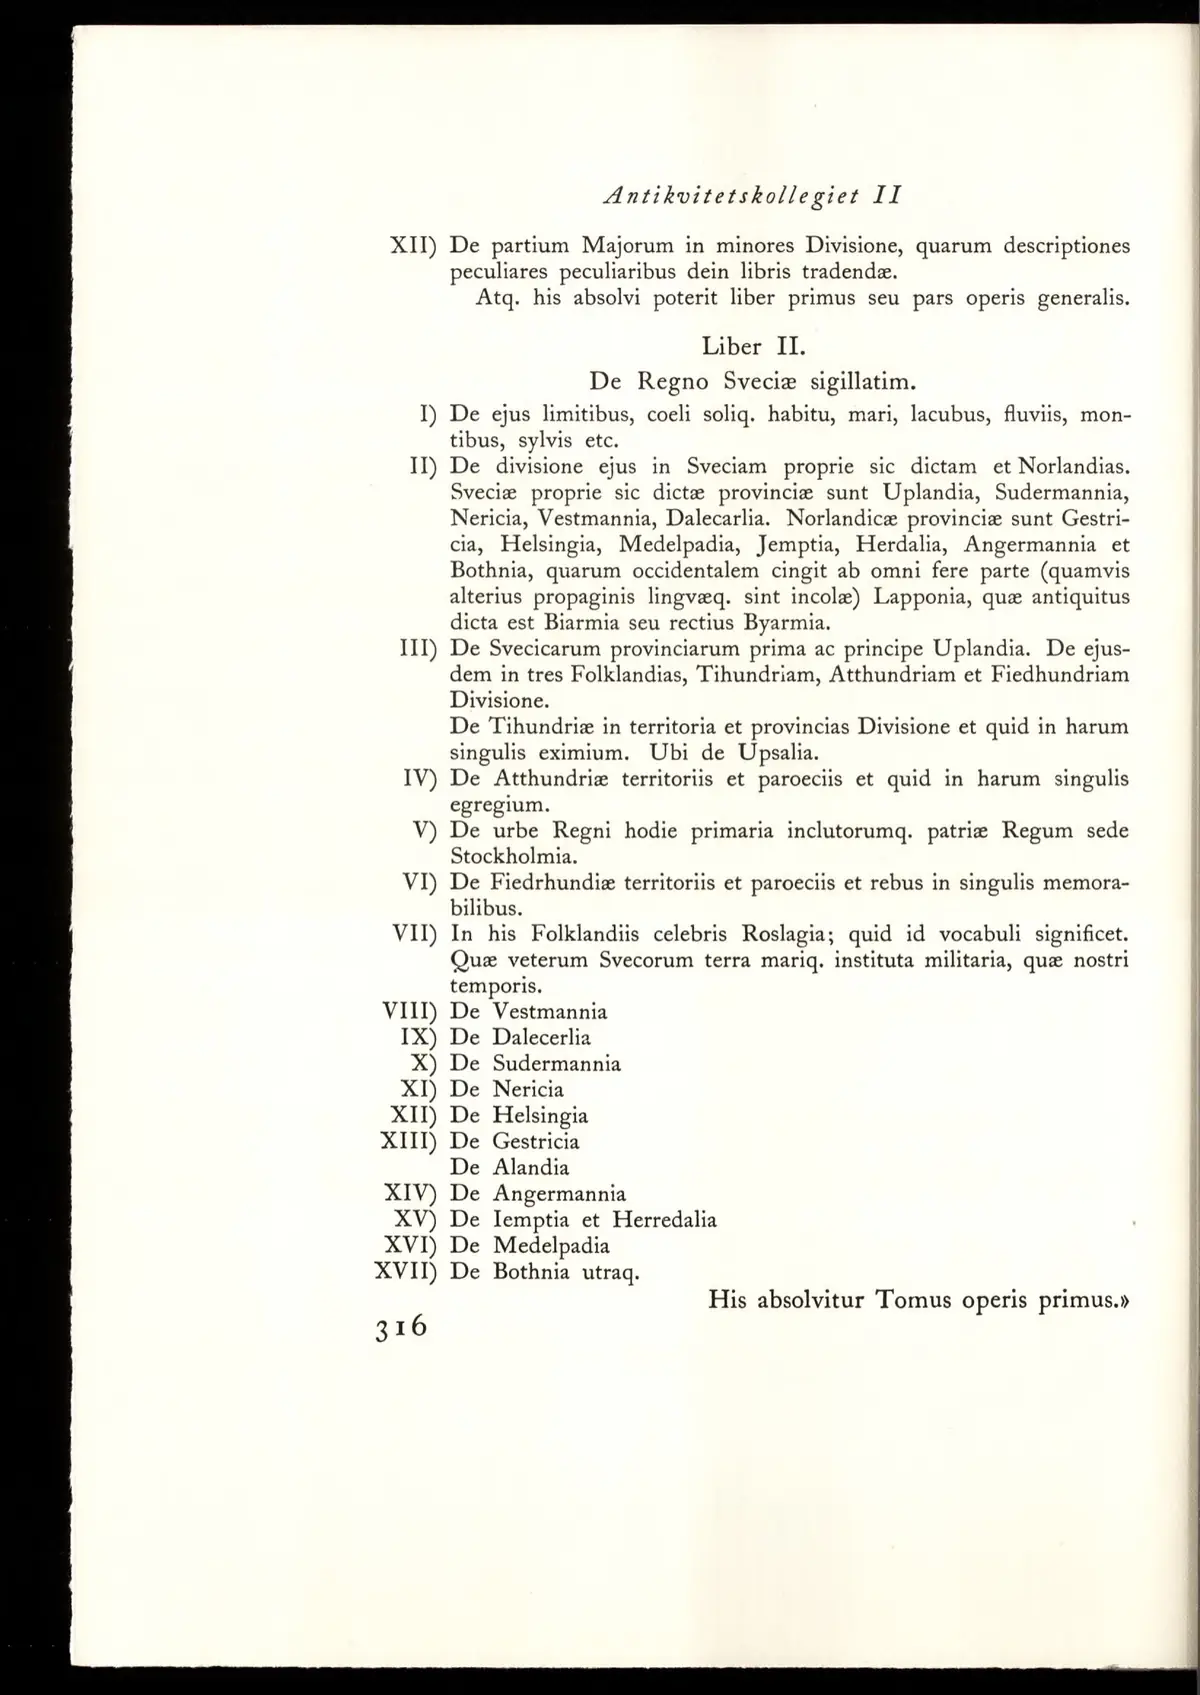 Antikvitetskollegiet II
XII) De partium Majorum in minores Divisione, quarum descriptiones
peculiares peculiaribus dein libris tradendæ.
Atq. his absolvi poterit liber primus seu pars operis generalis.
Liber II.
De Regno Sveciæ sigillatim.
I) De ejus limitibus, coeli soliq. habitu, mari, lacubus, fluviis, mon-
tibus, sylvis etc.
II) De divisione ejus in Sveciam proprie sic dictam et Norlandias.
Sveciæ proprie sic dictæ provinciæ sunt Uplandia, Sudermannia,
Nericia, Vestmannia, Dalecarlia. Norlandicæ provinciæ sunt Gestri-
cia, Helsingia, Medelpadia, Jemptia, Herdalia, Angermannia et
Bothnia, quarum occidentalem cingit ab omni fere parte (quamvis
alterius propaginis lingvæq. sint incolæ) Lapponia, quæ antiquitus
dicta est Biarmia seu rectius Byarmia.
III) De Svecicarum provinciarum prima ac principe Uplandia. De ejus-
dem in tres Folklandias, Tihundriam, Atthundriam et Fiedhundriam
Divisione.
De Tihundriæ in territoria et provincias Divisione et quid in harum
singulis eximium. Ubi de Upsalia.
IV) De Atthundriæ territoriis et paroeciis et quid in harum singulis
egregium.
V) De urbe Regni hodie primaria inclutorumq. patriæ Regum sede
Stockholmia.
VI) De Fiedrhundiæ territoriis et paroeciis et rebus in singulis memora-
bilibus.
VII) In his Folklandiis celebris Roslagia; quid id vocabuli significet.
Quæ veterum Svecorum terra mariq. instituta militaria, quæ nostri
temporis.
VIII) De Vestmannia
IX) De Dalecerlia
X) De Sudermannia
XI) De Nericia
XII) De Helsingia
XIII) De Gestricia
De Alandia
XIV) De Angermannia
XV) De Iemptia et Herredalia
XVI) De Medelpadia
XVII) De Bothnia utraq.
His absolvitur Tomus operis primus.»
316